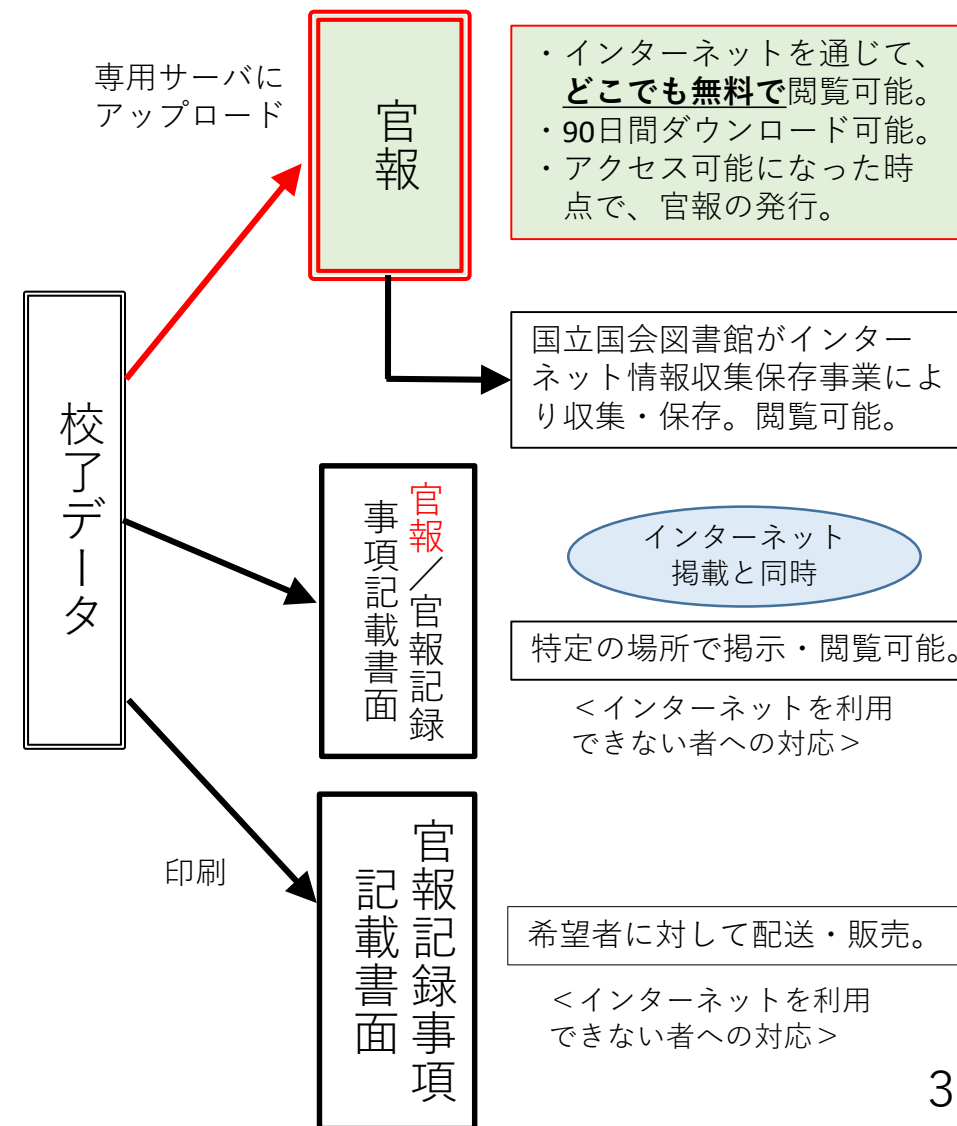 専用サーバに
アップロード
官報
・インターネットを通じて、
どこでも無料で閲覧可能。
・90日間ダウンロード可能。
・アクセス可能になった時
点で、官報の発行。
国立国会図書館がインター
ネット情報収集保存事業によ
り収集・保存。閲覧可能。
校了データ
官報／官報記録
事項記載書面
インターネット
掲載と同時
特定の場所で掲示・閲覧可能。
＜インターネットを利用
できない者への対応＞
印刷
官報記録事項
記載書面
希望者に対して配送・販売。
＜インターネットを利用
できない者への対応＞
3